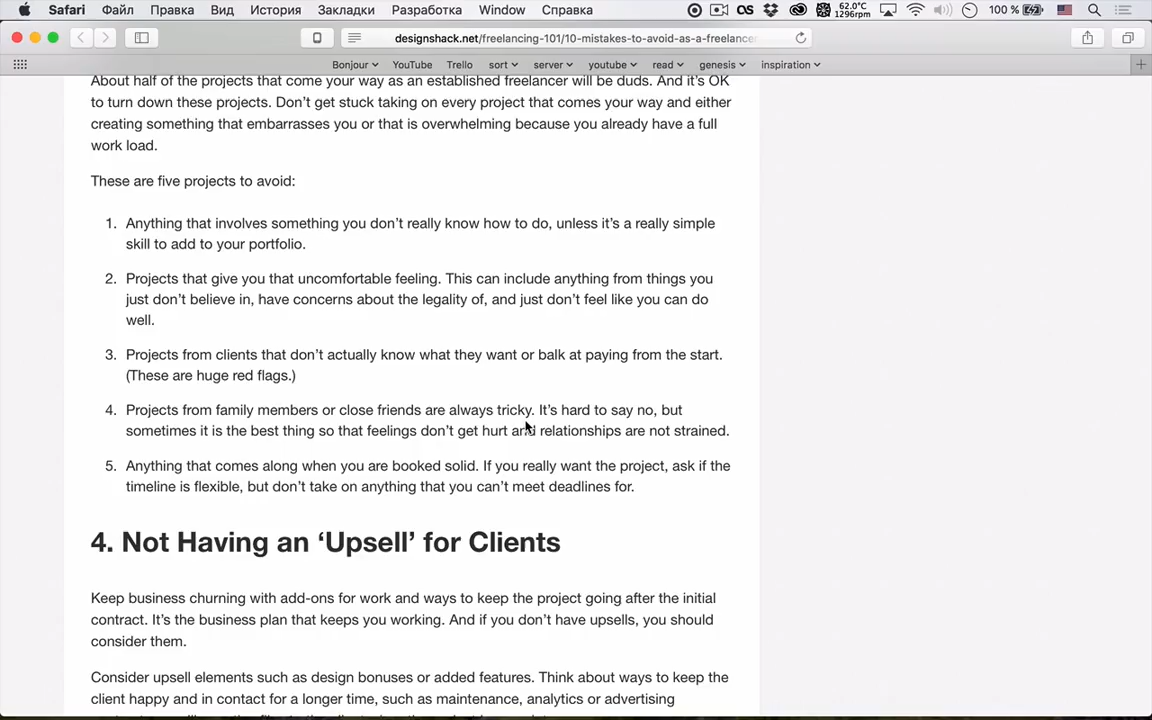 Safari Файл Правка Вид История Закладки Разработка Window Справка 62.0°C 1296rpm 100 %
designshack.net/freelancing-101/10-mistakes-to-avoid-as-a-freelancer
Bonjour YouTube Trello sort server youtube read genesis inspiration
About half of the projects that come your way as an established freelancer will be duds. And it's OK
to turn down these projects. Don't get stuck taking on every project that comes your way and either
creating something that embarrasses you or that is overwhelming because you already have a full
work load.
These are five projects to avoid:
1. Anything that involves something you don't really know how to do, unless it's a really simple
skill to add to your portfolio.
2. Projects that give you that uncomfortable feeling. This can include anything from things you
just don't believe in, have concerns about the legality of, and just don't feel like you can do
well.
3. Projects from clients that don't actually know what they want or balk at paying from the start.
(These are huge red flags.)
4. Projects from family members or close friends are always tricky. It's hard to say no, but
sometimes it is the best thing so that feelings don't get hurt and relationships are not strained.
5. Anything that comes along when you are booked solid. If you really want the project, ask if the
timeline is flexible, but don't take on anything that you can't meet deadlines for.
4. Not Having an 'Upsell' for Clients
Keep business churning with add-ons for work and ways to keep the project going after the initial
contract. It's the business plan that keeps you working. And if you don't have upsells, you should
consider them.
Consider upsell elements such as design bonuses or added features. Think about ways to keep the
client happy and in contact for a longer time, such as maintenance, analytics or advertising